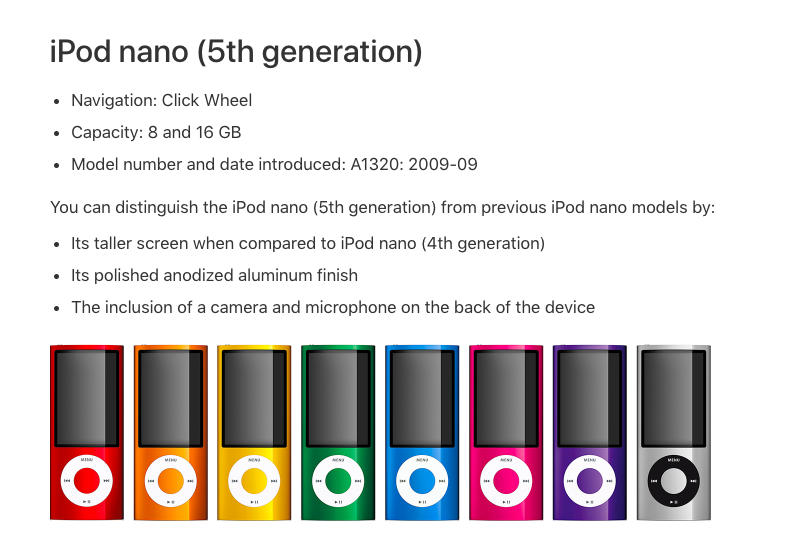 iPod nano (5th generation)
• Navigation: Click Wheel
• Capacity: 8 and 16 GB
• Model number and date introduced: A1320: 2009-09
You can distinguish the iPod nano (5th generation) from previous iPod nano models by:
• Its taller screen when compared to iPod nano (4th generation)
• Its polished anodized aluminum finish
• The inclusion of a camera and microphone on the back of the device
MENU MENU MENU MENU MENU MENU MENU MENU